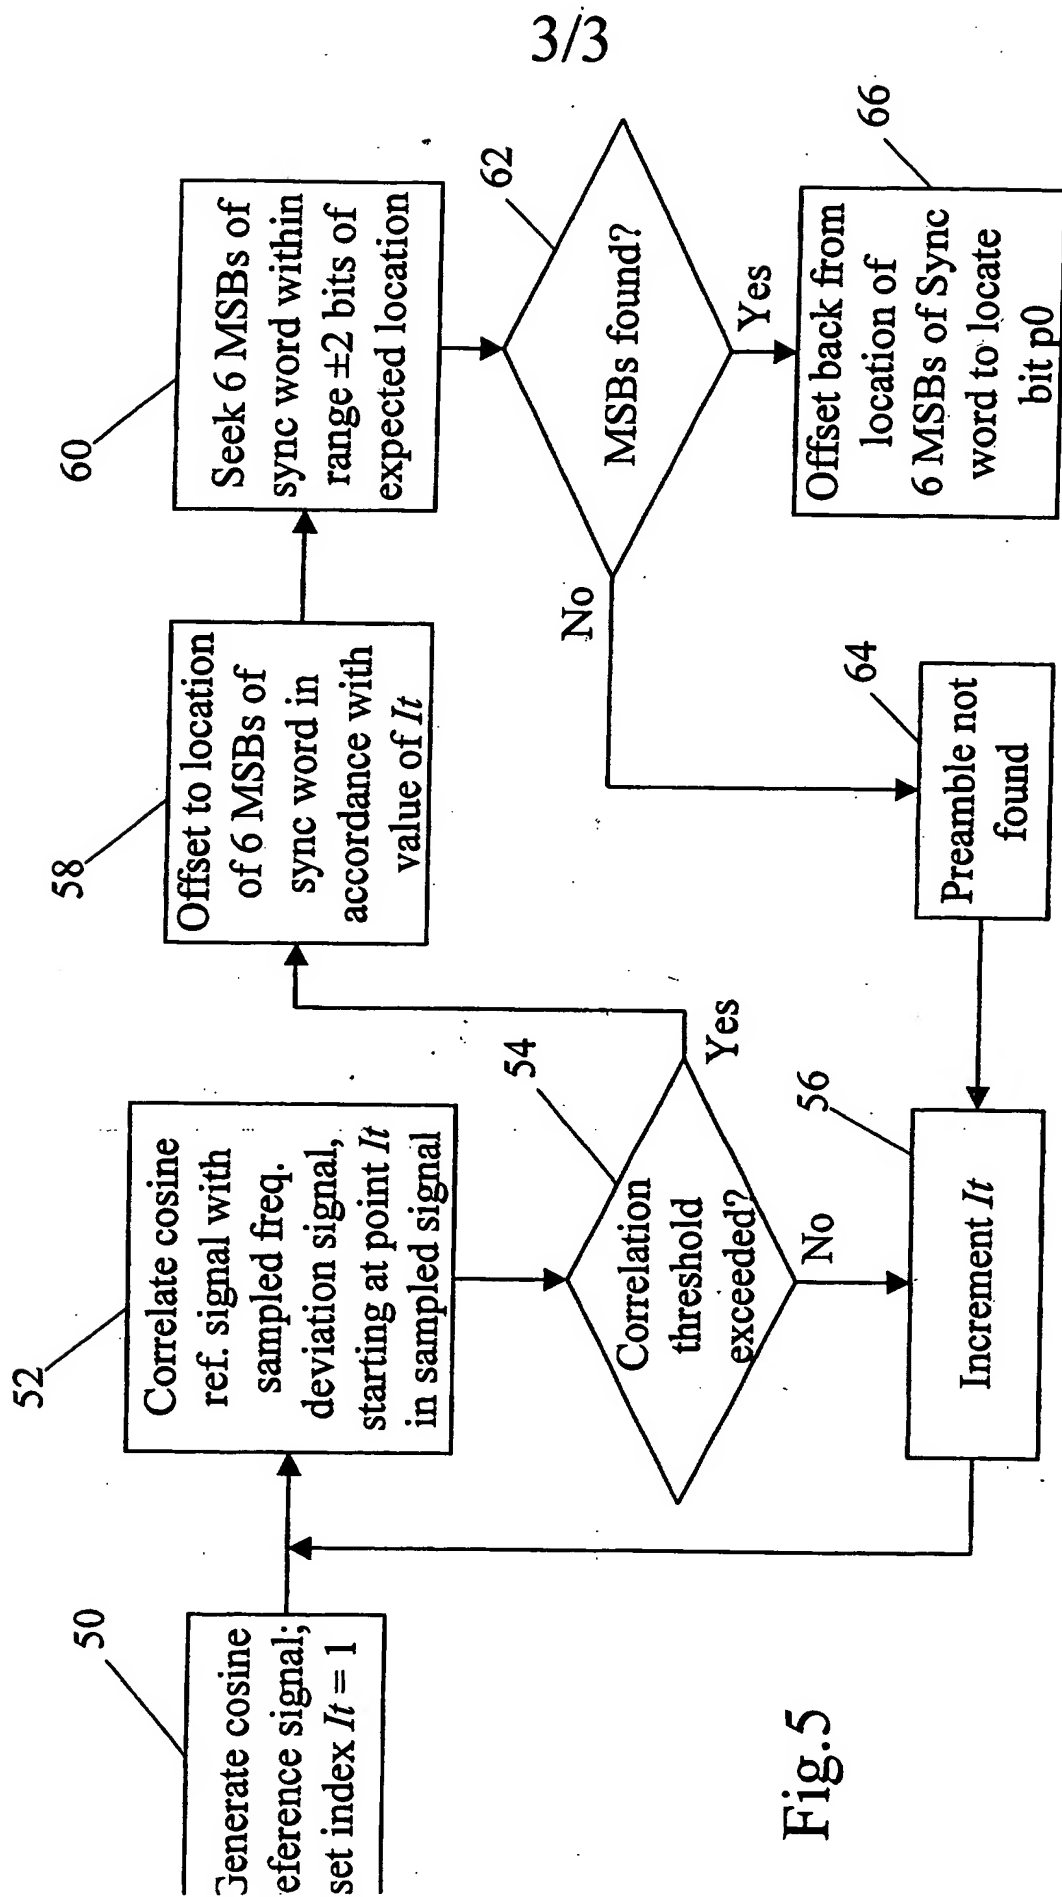 3/3
50
Generate cosine
reference signal;
set index It = 1
52
Correlate cosine
ref. signal with
sampled freq.
deviation signal,
starting at point It
in sampled signal
54
Correlation
threshold
exceeded?
Yes
No
56
Increment It
58
Offset to location
of 6 MSBs of
sync word in
accordance with
value of It
60
Seek 6 MSBs of
sync word within
range ±2 bits of
expected location
62
MSBs found?
No
Yes
64
Preamble not
found
66
Offset back from
location of
6 MSBs of Sync
word to locate
bit p0
Fig.5